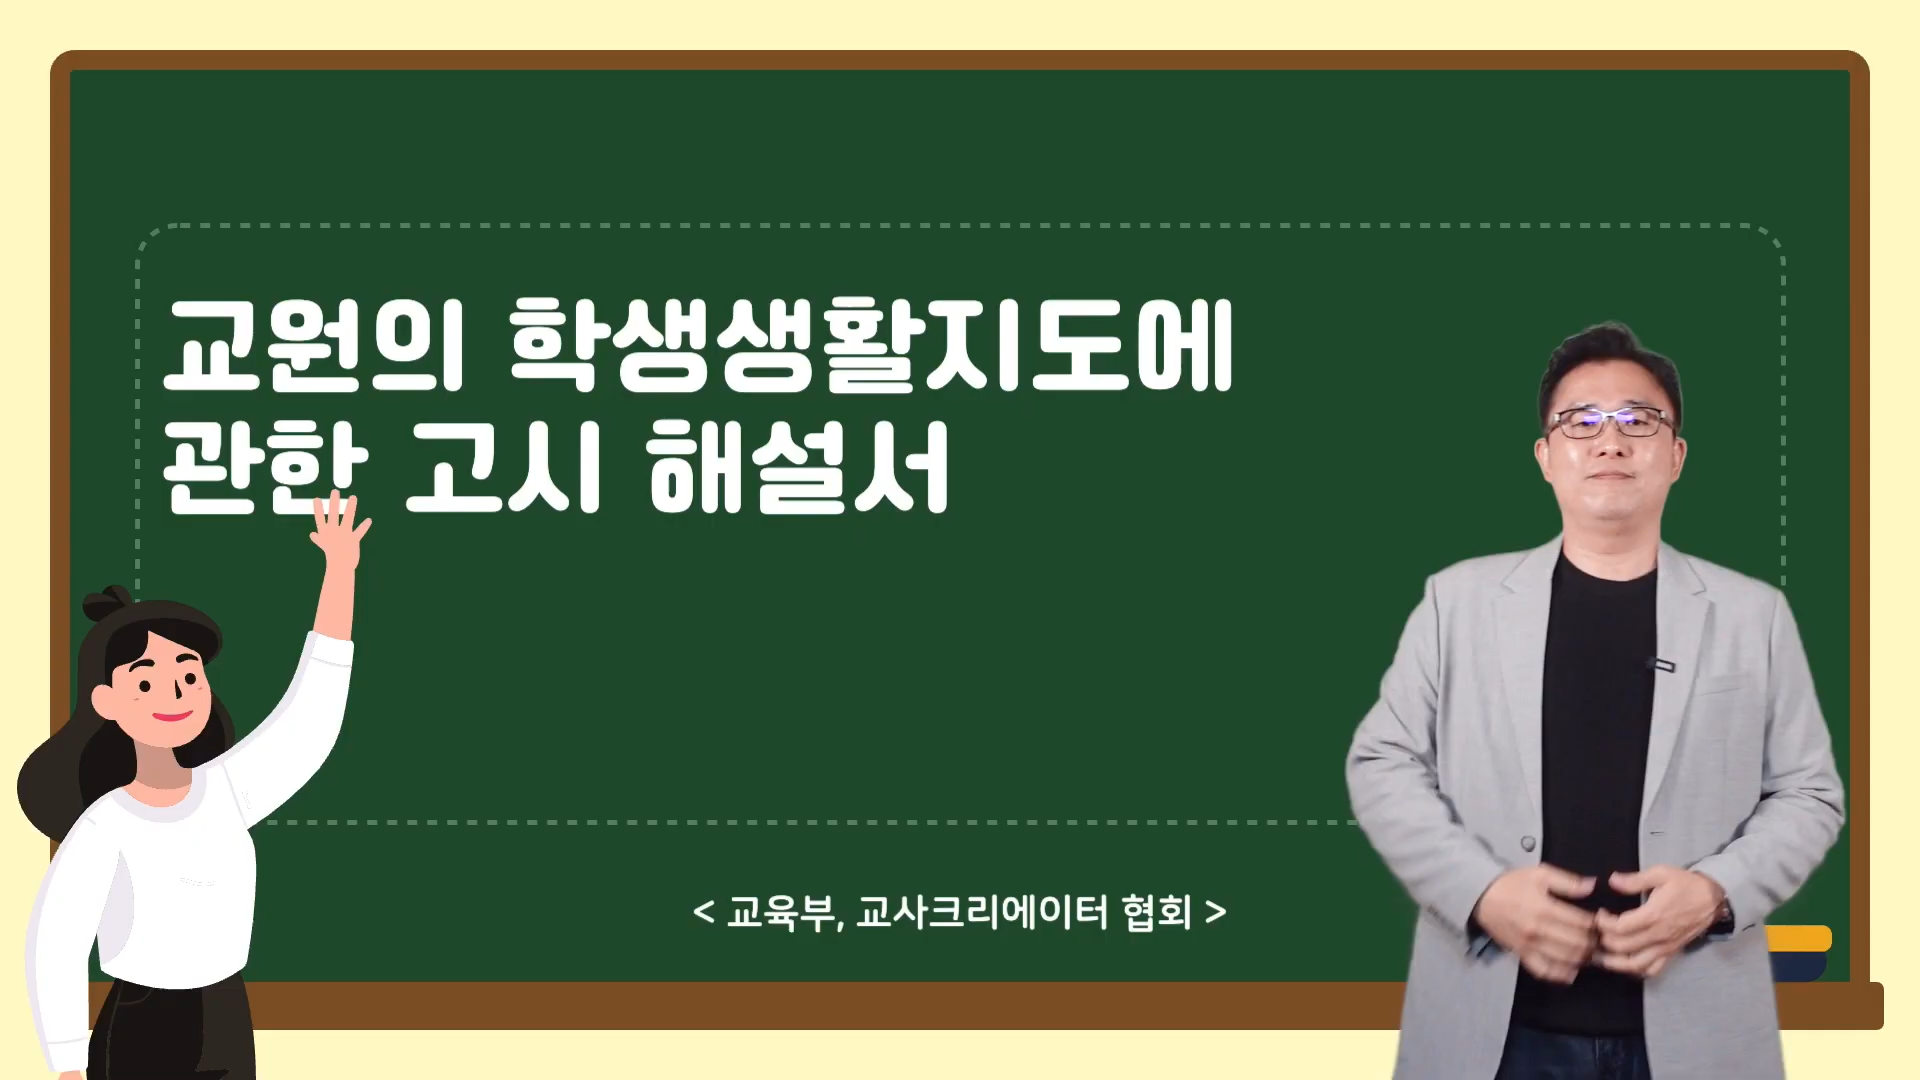 교원의 학생생활지도에
관한 고시 해설서
< 교육부, 교사크리에이터 협회 >